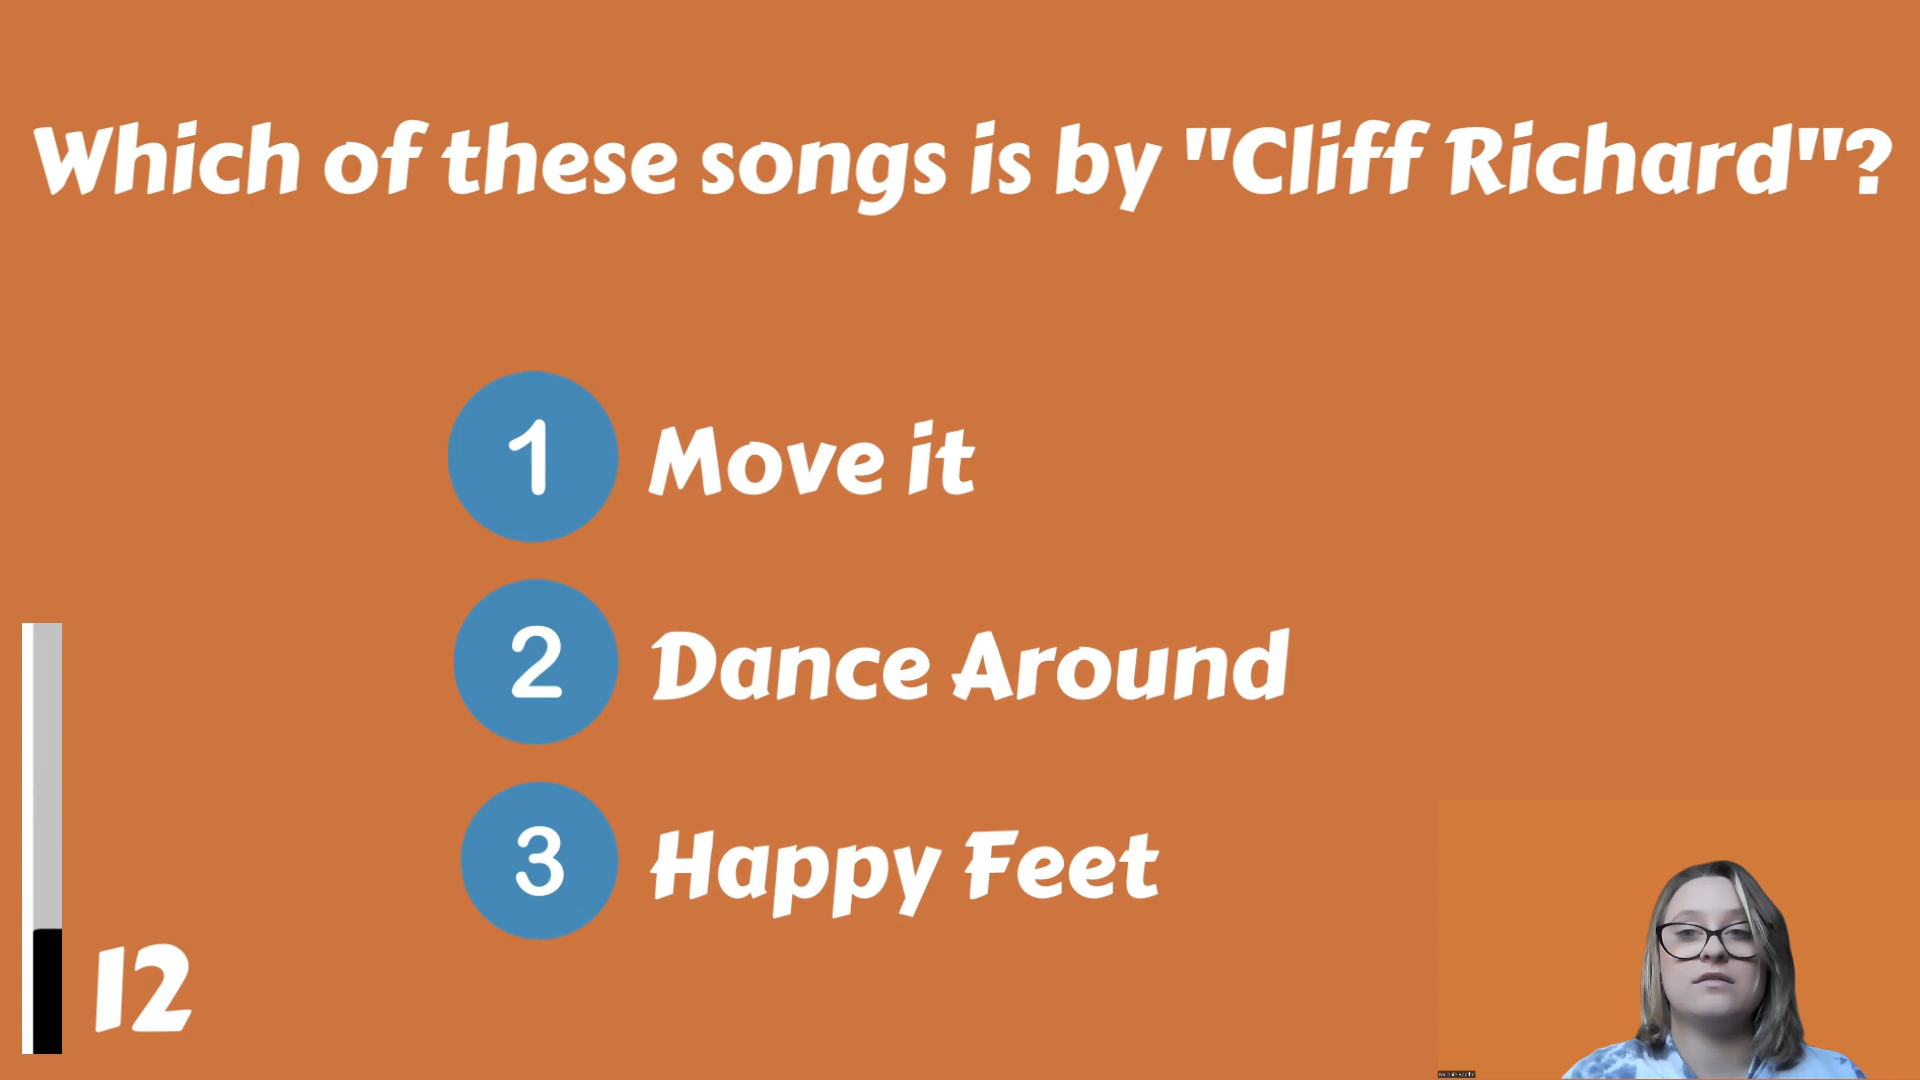 Which of these songs is by "Cliff Richard"?
1 Move it
2 Dance Around
3 Happy Feet
12